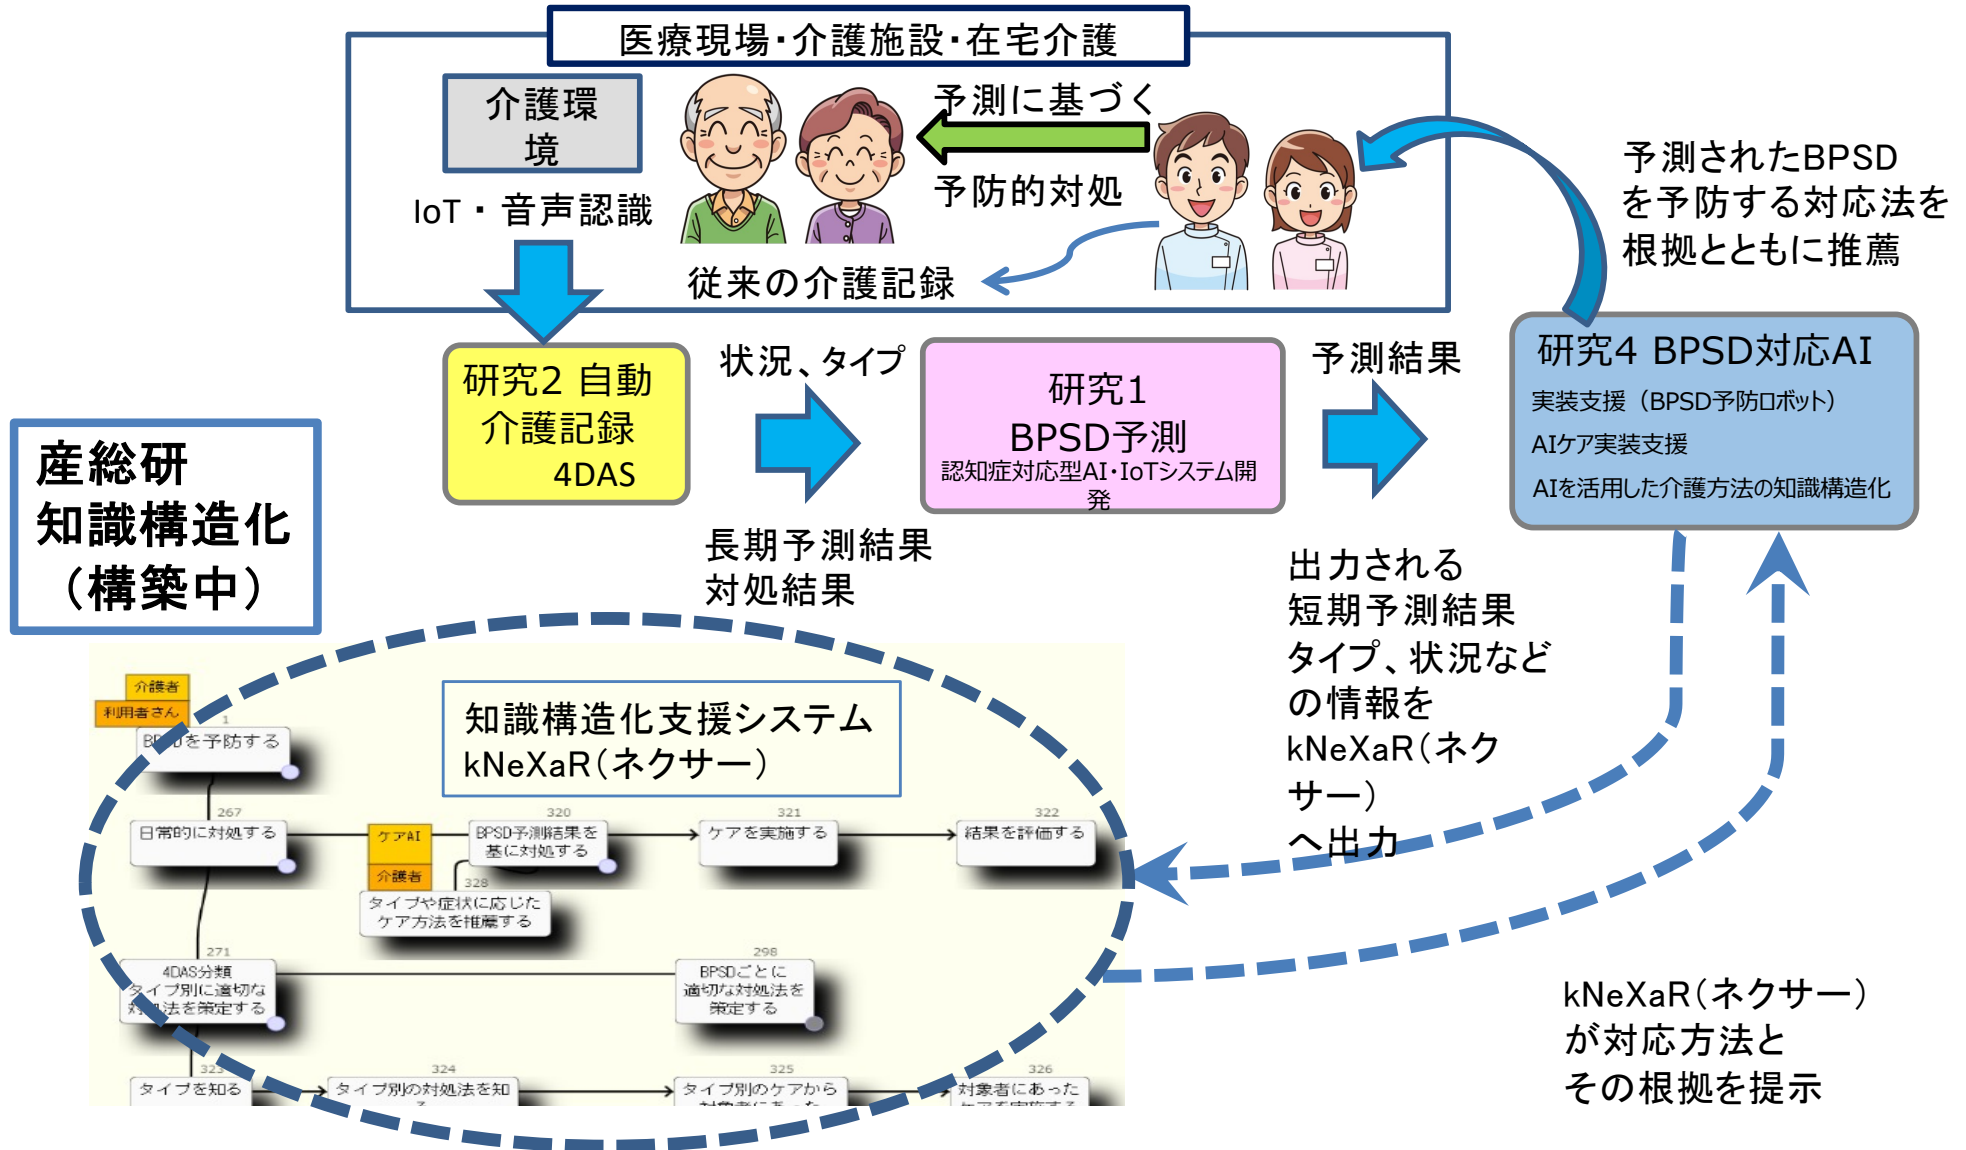 医療現場・介護施設・在宅介護
介護環
境
IoT・音声認識
予測に基づく
予防的対処
従来の介護記録
予測されたBPSD
を予防する対応法を
根拠とともに推薦
研究2 自動
介護記録
4DAS
状況、タイプ
長期予測結果
対処結果
研究1
BPSD予測
認知症対応型AI・IoTシステム開
発
予測結果
研究4 BPSD対応AI
実装支援（BPSD予防ロボット）
AIケア実装支援
AIを活用した介護方法の知識構造化
産総研
知識構造化
（構築中）
出力される
短期予測結果
タイプ、状況など
の情報を
kNeXaR（ネク
サー）
へ出力
知識構造化支援システム
kNeXaR（ネクサー）
介護者
利用者さん
1
BPSDを予防する
267
日常的に対処する
ケアAI
介護者
320
BPSD予測結果を
基に対処する
321
ケアを実施する
322
結果を評価する
328
タイプや症状に応じた
ケア方法を推薦する
271
4DAS分類
タイプ別に適切な
対処法を策定する
298
BPSDごとに
適切な対処法を
策定する
323
タイプを知る
324
タイプ別の対処法を知
325
タイプ別のケアから
326
対象者にあった
kNeXaR（ネクサー）
が対応方法と
その根拠を提示